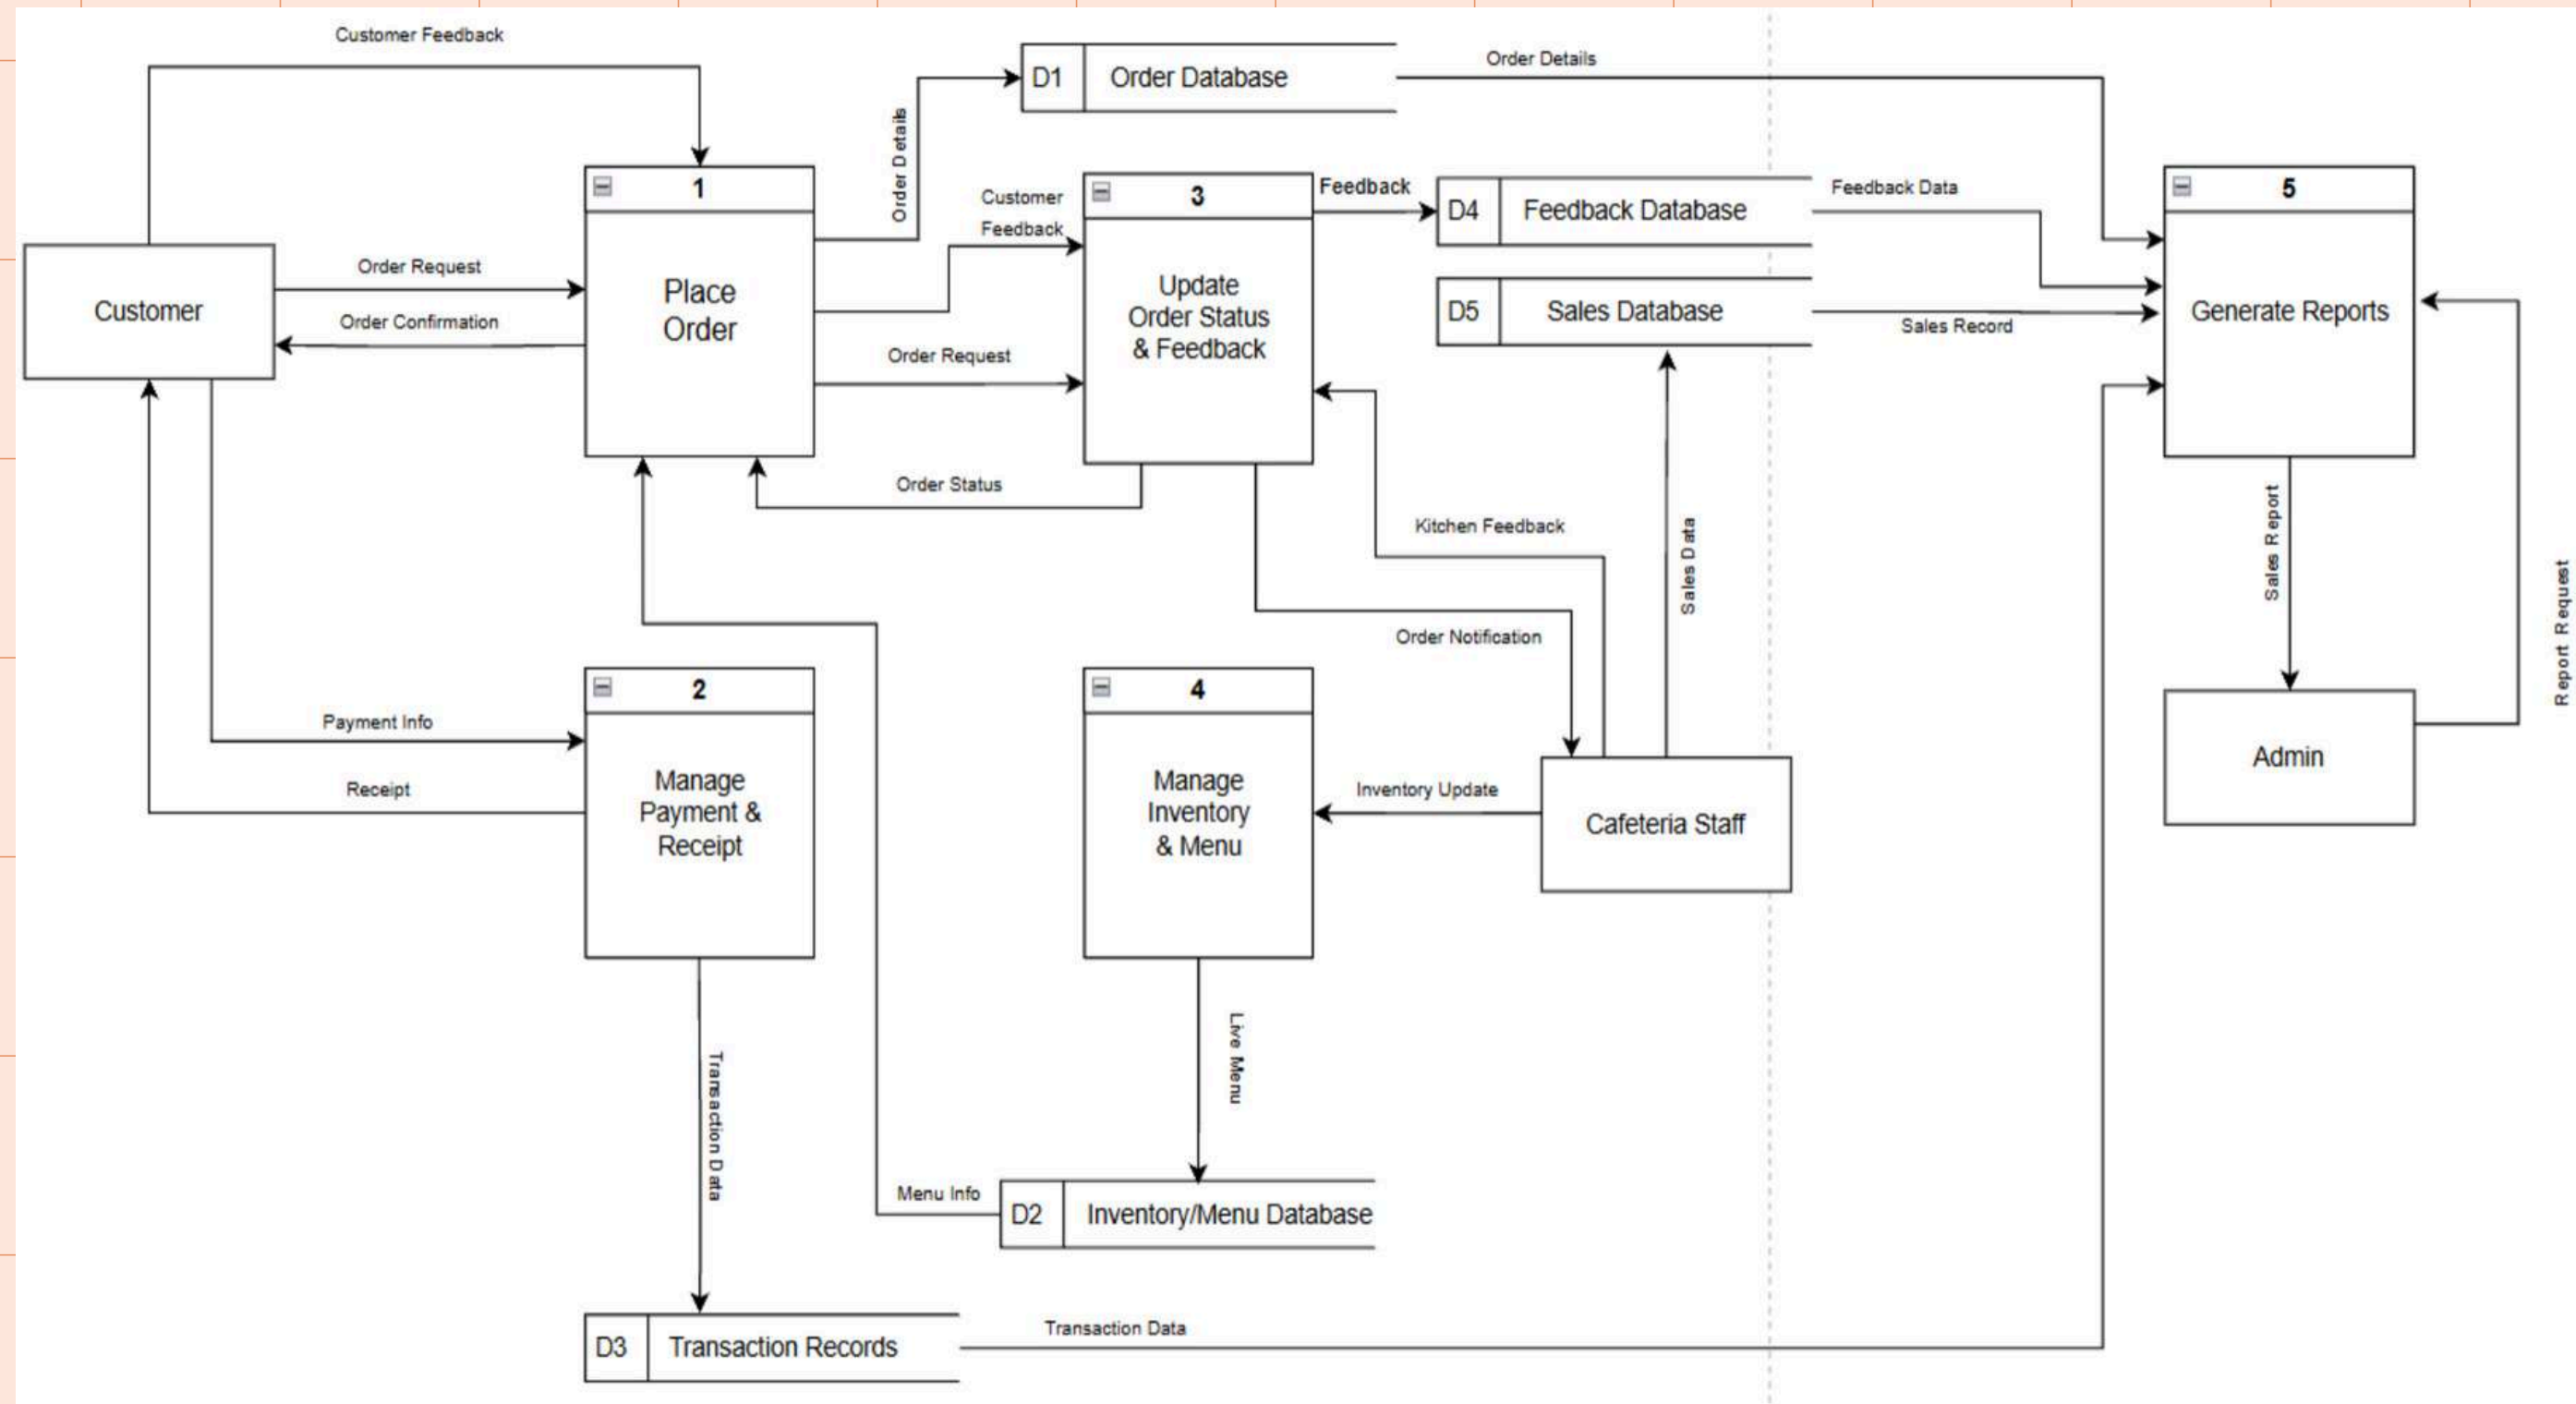 Customer Feedback
D1
Order Database
Order Details
Order Details
1
Place
Order
Customer
Feedback
3
Update
Order Status
& Feedback
Feedback
D4
Feedback Database
Feedback Data
5
Generate Reports
Customer
Order Request
Order Confirmation
Order Request
D5
Sales Database
Sales Record
Order Status
Kitchen Feedback
Sales Data
Sales Report
Report Request
Order Notification
Payment Info
Receipt
2
Manage
Payment &
Receipt
4
Manage
Inventory
& Menu
Inventory Update
Cafeteria Staff
Admin
Transaction Data
Live Menu
Menu Info
D2
Inventory/Menu Database
D3
Transaction Records
Transaction Data